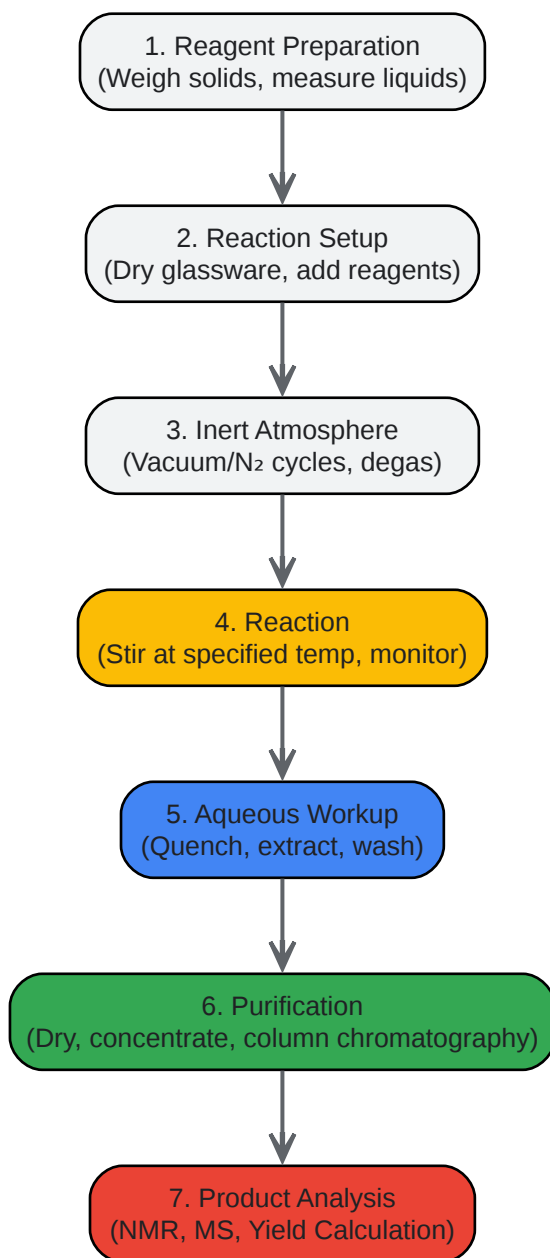 1. Reagent Preparation
(Weigh solids, measure liquids)
2. Reaction Setup
(Dry glassware, add reagents)
3. Inert Atmosphere
(Vacuum/N₂ cycles, degas)
4. Reaction
(Stir at specified temp, monitor)
5. Aqueous Workup
(Quench, extract, wash)
6. Purification
(Dry, concentrate, column chromatography)
7. Product Analysis
(NMR, MS, Yield Calculation)